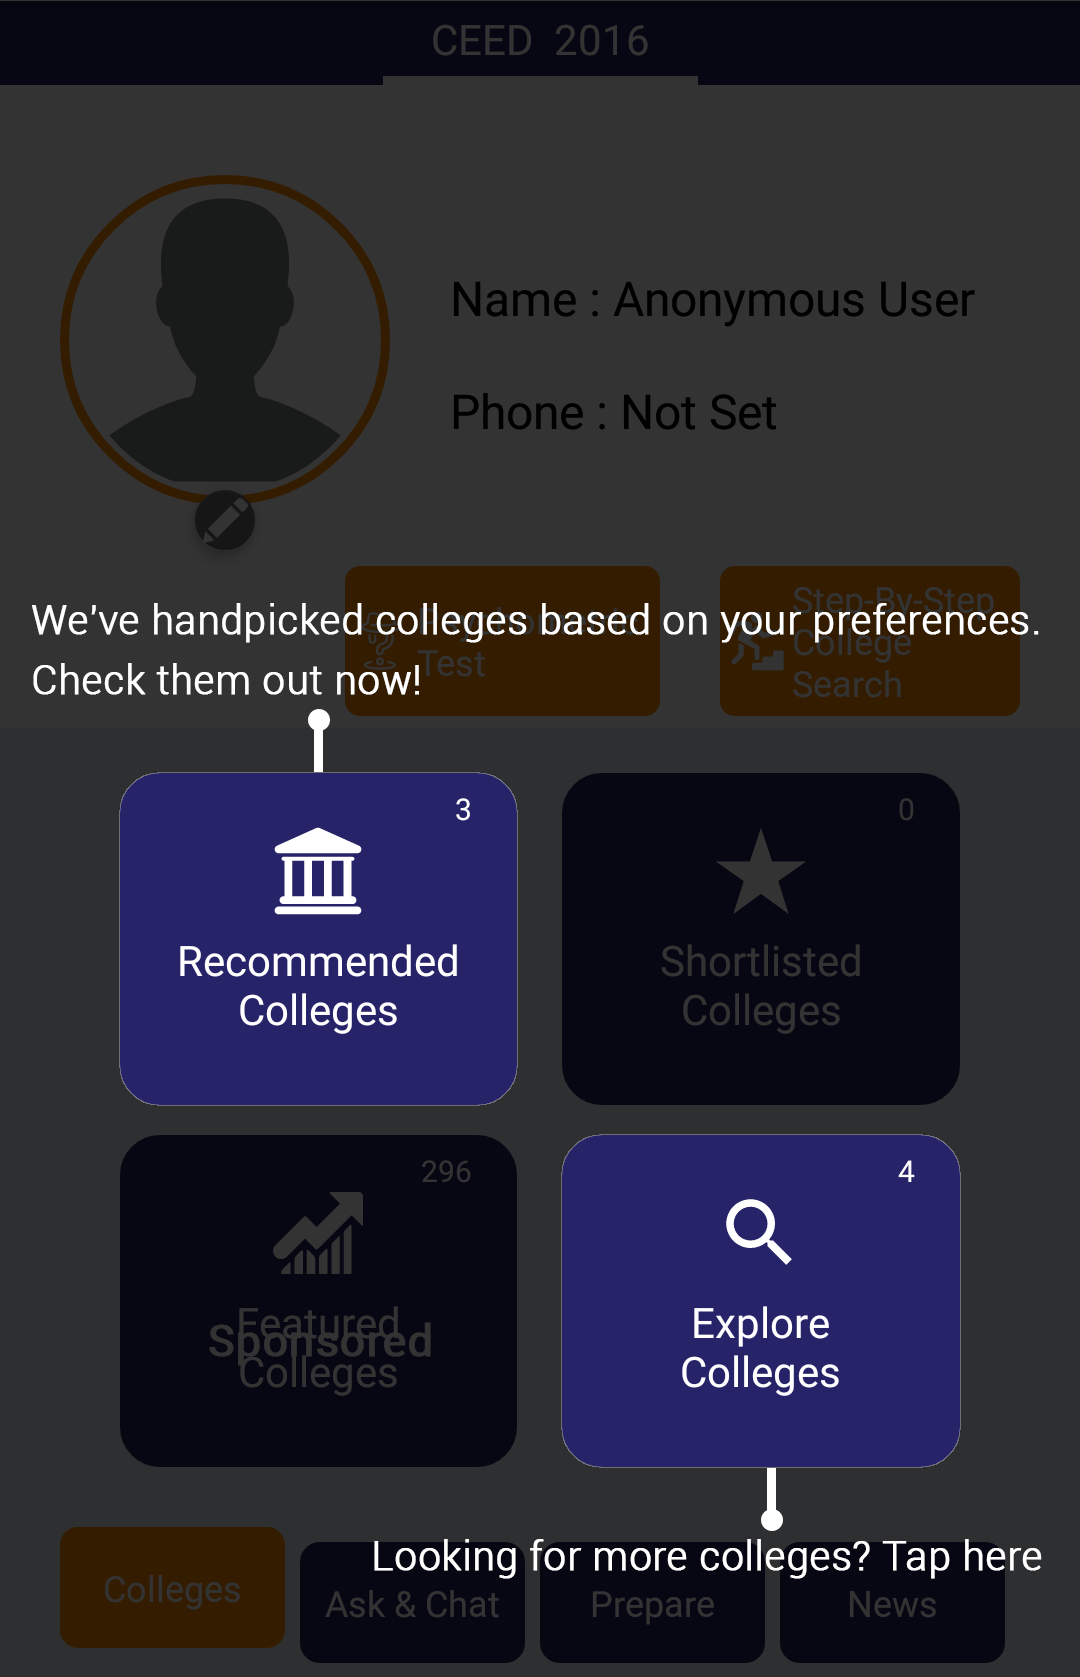 CEED 2016
Name : Anonymous User
Phone : Not Set
We've handpicked colleges based on your preferences.
Check them out now!
Test
Step-By-Step
College
Search
3
Recommended
Colleges
0
Shortlisted
Colleges
296
Featured
Sponsored
Colleges
4
Explore
Colleges
Looking for more colleges? Tap here
Colleges
Ask & Chat
Prepare
News